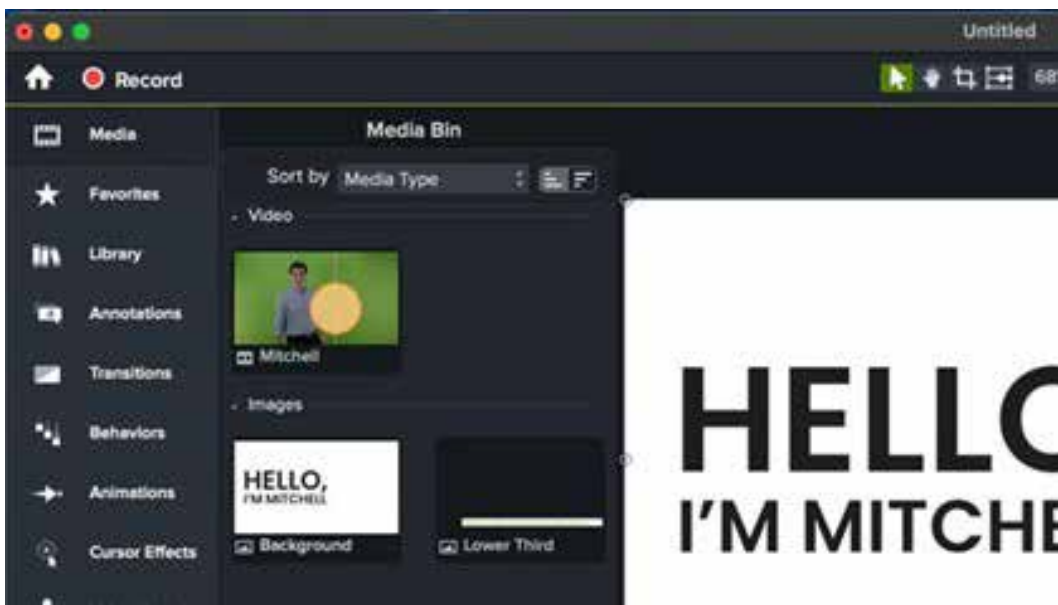 Untitled
Record
68
Media
Favorites
Library
Annotations
Transitions
Behaviors
Animations
Cursor Effects
Media Bin
Sort by Media Type
Video
Mitchell
Images
HELLO,
I'M MITCHELL
Background
Lower Third
HELLO
I'M MITCHE